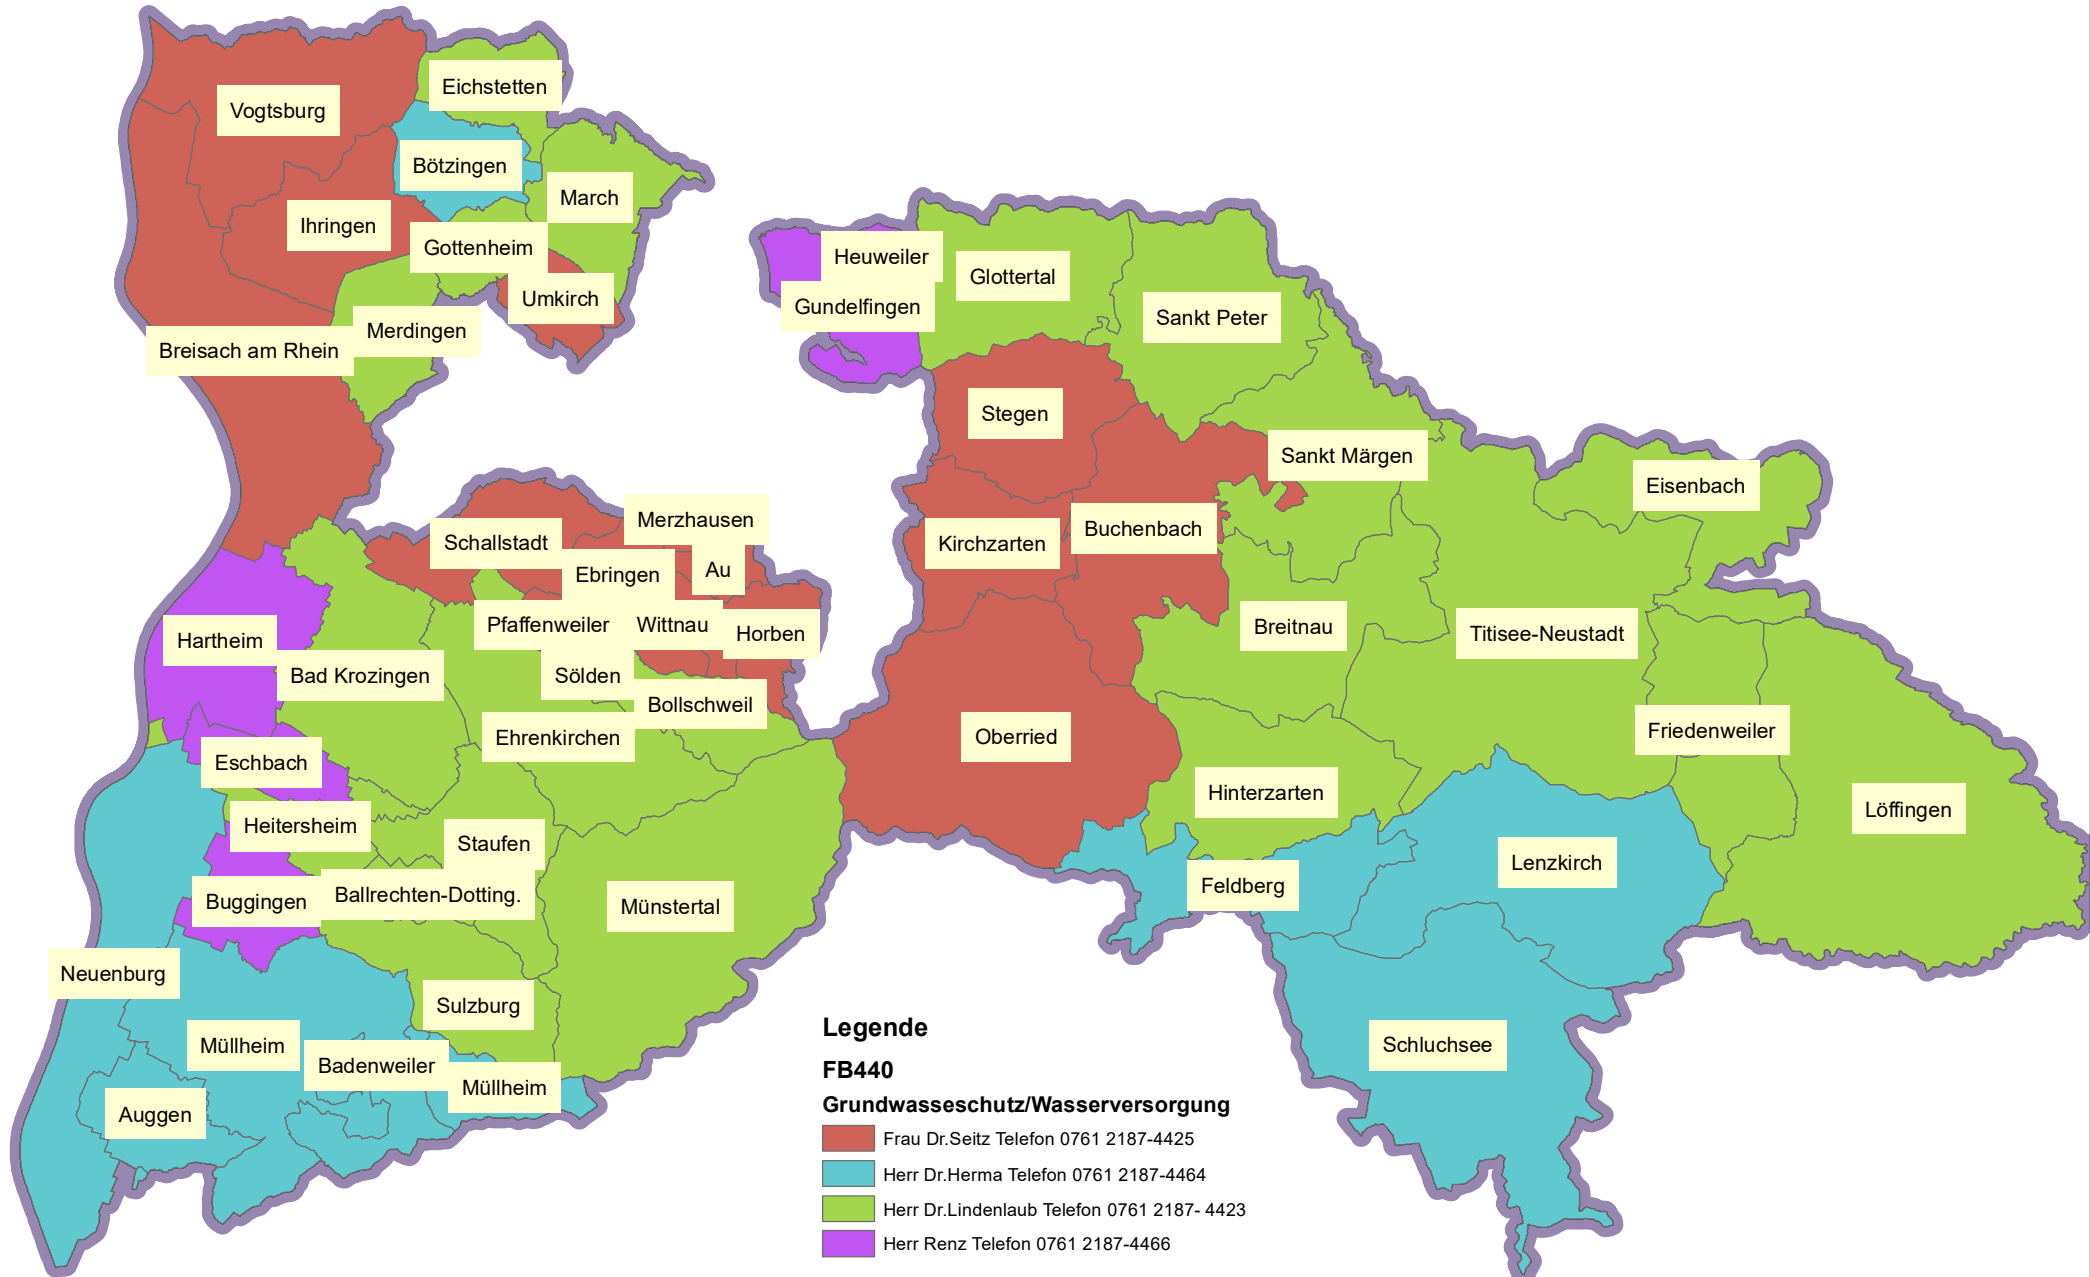 Eichstetten
Vogtsburg
Bötzingen
March
Ihringen
Gottenheim
Heuweiler
Glottertal
Umkirch
Gundelfingen
Sankt Peter
Merdingen
Breisach am Rhein
Stegen
Sankt Märgen
Eisenbach
Merzhausen
Schallstadt
Kirchzarten
Buchenbach
Au
Ebringen
Pfaffenweiler
Wittnau
Horben
Breitnau
Titisee-Neustadt
Hartheim
Bad Krozingen
Sölden
Bollschweil
Ehrenkirchen
Oberried
Friedenweiler
Eschbach
Hinterzarten
Löffingen
Heitersheim
Staufen
Lenzkirch
Feldberg
Ballrechten-Dotting.
Buggingen
Münstertal
Neuenburg
Sulzburg
Müllheim
Schluchsee
Badenweiler
Müllheim
Auggen
Legende
FB440
Grundwasseschutz/Wasserversorgung
Frau Dr.Seitz Telefon 0761 2187-4425
Herr Dr.Herma Telefon 0761 2187-4464
Herr Dr.Lindenlaub Telefon 0761 2187- 4423
Herr Renz Telefon 0761 2187-4466